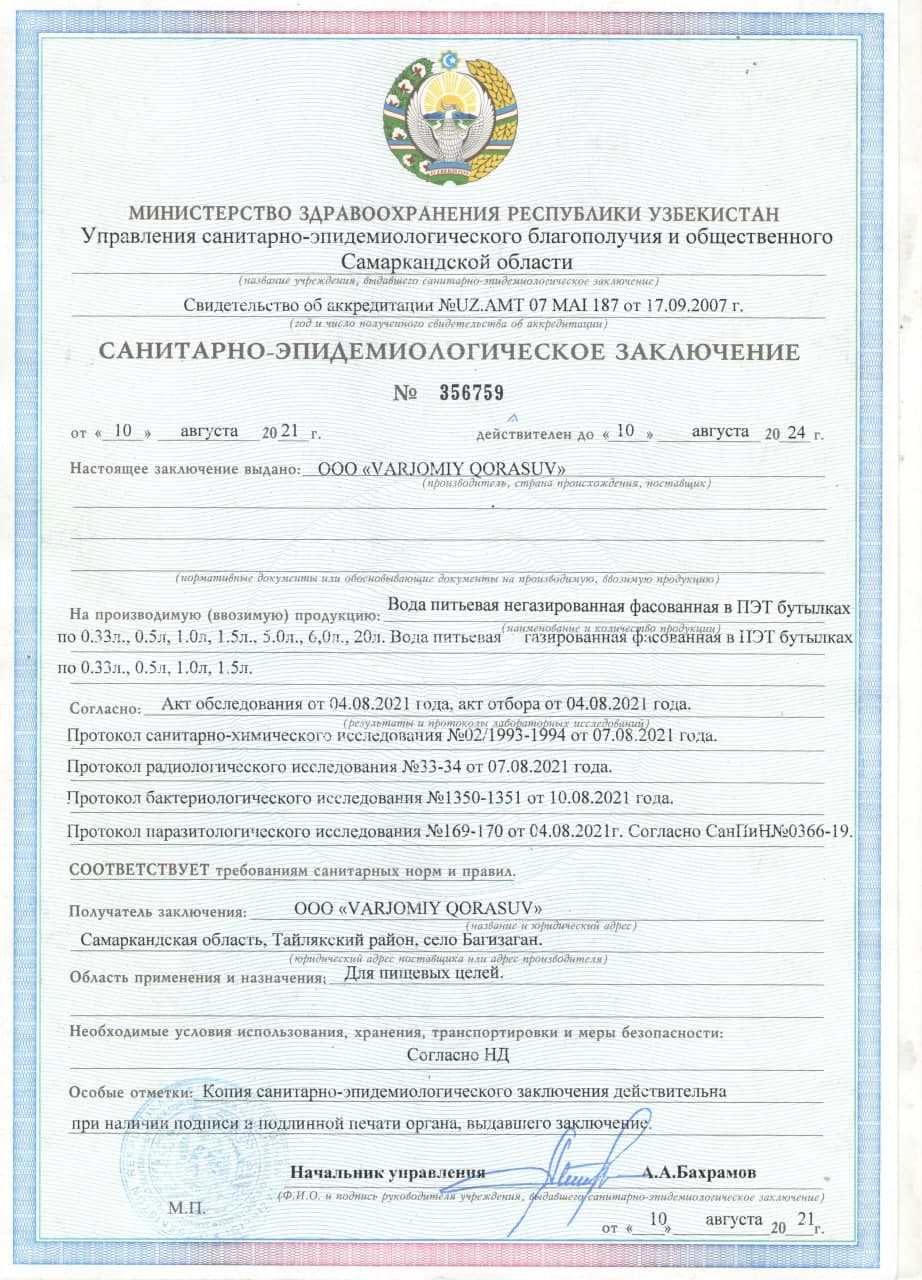 O'ZBEKISTON
МИНИСТЕРСТВО ЗДРАВООХРАНЕНИЯ РЕСПУБЛИКИ УЗБЕКИСТАН
Управления санитарно-эпидемиологического благополучия и общественного
Самаркандской области
(название учреждения, выдавшего санитарно-эпидемиологическое заключение)
Свидетельство об аккредитации №UZ.AMT 07 MAI 187 от 17.09.2007 г.
(год и число полученного свидетельства об аккредитации)
САНИТАРНО-ЭПИДЕМИОЛОГИЧЕСКОЕ ЗАКЛЮЧЕНИЕ
№ 356759
от « 10 » августа 20 21 г. действителен до « 10 » августа 20 24 г.
Настоящее заключение выдано: ООО «VARJOMIY QORASUV»
(производитель, страна происхождения, поставщик)
(нормативные документы или обосновывающие документы на производимую, ввозимую продукцию)
На производимую (ввозимую) продукцию: Вода питьевая негазированная фасованная в ПЭТ бутылках
(наименование и количество продукции)
по 0.33л., 0.5л, 1.0л, 1.5л., 5.0л., 6,0л., 20л. Вода питьевая газированная фасованная в ПЭТ бутылках
по 0.33л., 0.5л, 1.0л, 1.5л.
Согласно: Акт обследования от 04.08.2021 года, акт отбора от 04.08.2021 года.
(результаты и протоколы лабораторных исследований)
Протокол санитарно-химического исследования №02/1993-1994 от 07.08.2021 года.
Протокол радиологического исследования №33-34 от 07.08.2021 года.
Протокол бактериологического исследования №1350-1351 от 10.08.2021 года.
Протокол паразитологического исследования №169-170 от 04.08.2021г. Согласно СанПиН№0366-19.
СООТВЕТСТВУЕТ требованиям санитарных норм и правил.
Получатель заключения: ООО «VARJOMIY QORASUV»
(название и юридический адрес)
Самаркандская область, Тайлякский район, село Багизаган.
(юридический адрес поставщика или адрес производителя)
Область применения и назначения: Для пищевых целей.
Необходимые условия использования, хранения, транспортировки и меры безопасности:
Согласно НД
Особые отметки: Копия санитарно-эпидемиологического заключения действительна
при наличии подписи и подлинной печати органа, выдавшего заключение.
Начальник управления А.А.Бахрамов
(Ф.И.О. и подпись руководителя учреждения, выдавшего санитарно-эпидемиологическое заключение)
М.П.
от « 10 » августа 20 21 г.